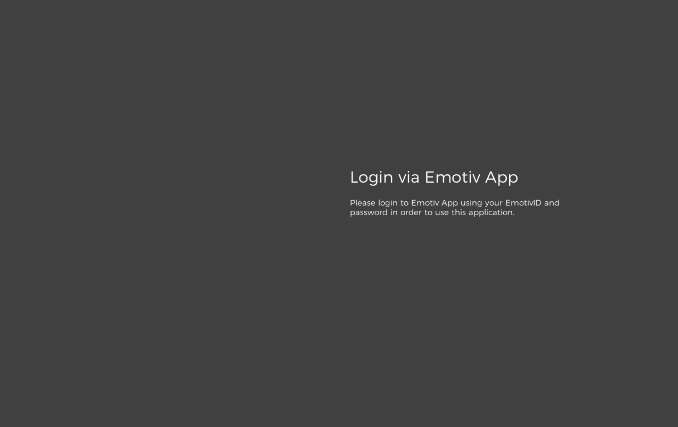 Login via Emotiv App
Please login to Emotiv App using your EmotivID and
password in order to use this application.